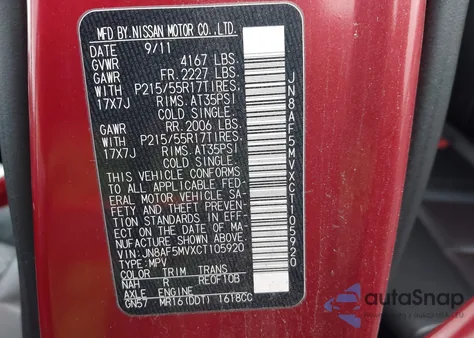 MFD.BY.NISSAN MOTOR CO.,LTD.
DATE 9/11
GVWR 4167 LBS.
GAWR FR. 2227 LBS.
WITH P215/55R17TIRES,
17X7J RIMS, AT35PSI
COLD SINGLE.
GAWR RR. 2006 LBS.
WITH P215/55R17TIRES,
17X7J RIMS, AT35PSI
COLD SINGLE.
THIS VEHICLE CONFORMS
TO ALL APPLICABLE FED-
ERAL MOTOR VEHICLE SA-
FETY AND THEFT PREVEN-
TION STANDARDS IN EFF-
ECT ON THE DATE OF MA-
NUFACTURE SHOWN ABOVE.
VIN:JN8AF5MVXCT105920
TYPE:MPV
COLOR TRIM TRANS
NAH R RE0F10B
AXLE ENGINE
GN57 MR16(DDT) 1618CC
JN8AF5MVXCT105920
autoSnap